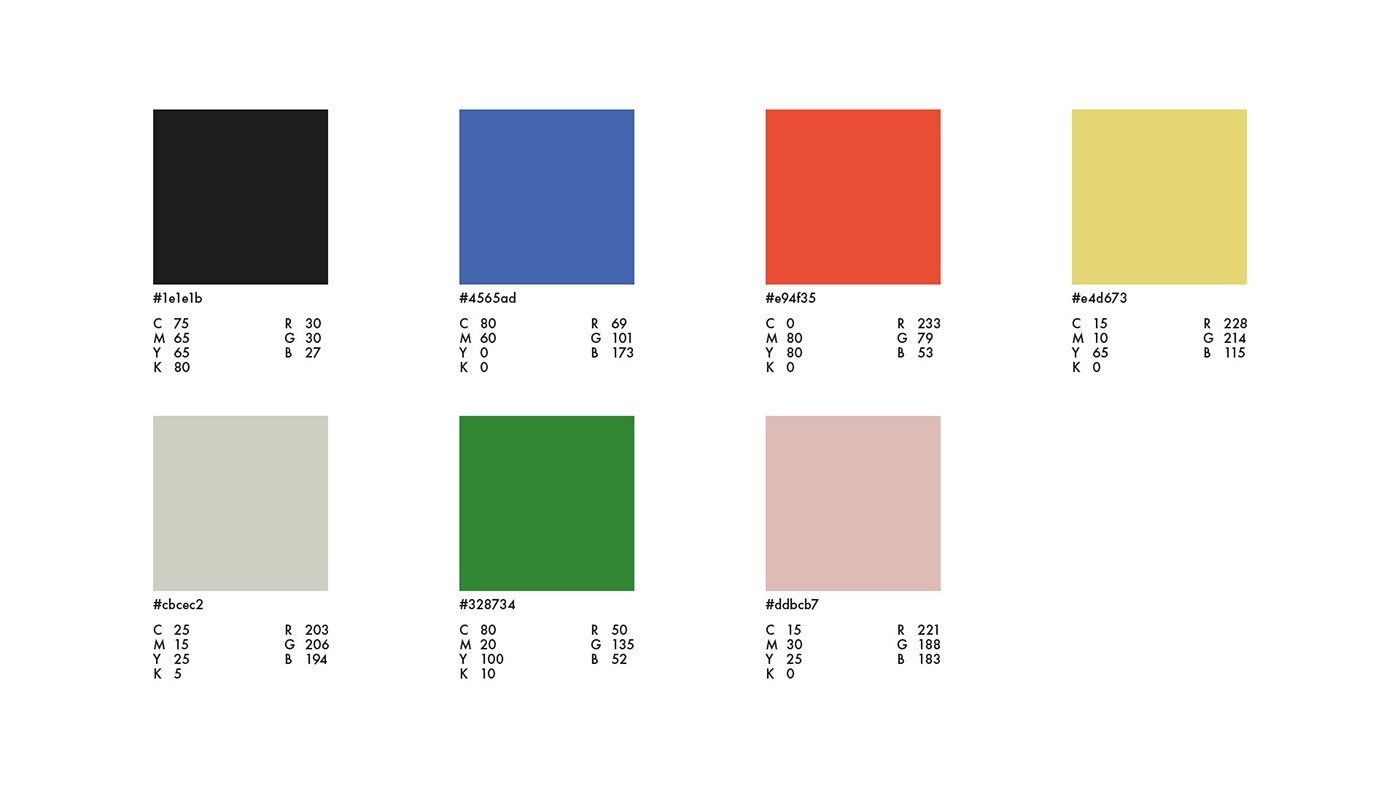 #1e1e1b
C 75 R 30
M 65 G 30
Y 65 B 27
K 80
#4565ad
C 80 R 69
M 60 G 101
Y 0 B 173
K 0
#e94f35
C 0 R 233
M 80 G 79
Y 80 B 53
K 0
#e4d673
C 15 R 228
M 10 G 214
Y 65 B 115
K 0
#cbcec2
C 25 R 203
M 15 G 206
Y 25 B 194
K 5
#328734
C 80 R 50
M 20 G 135
Y 100 B 52
K 10
#ddbcb7
C 15 R 221
M 30 G 188
Y 25 B 183
K 0